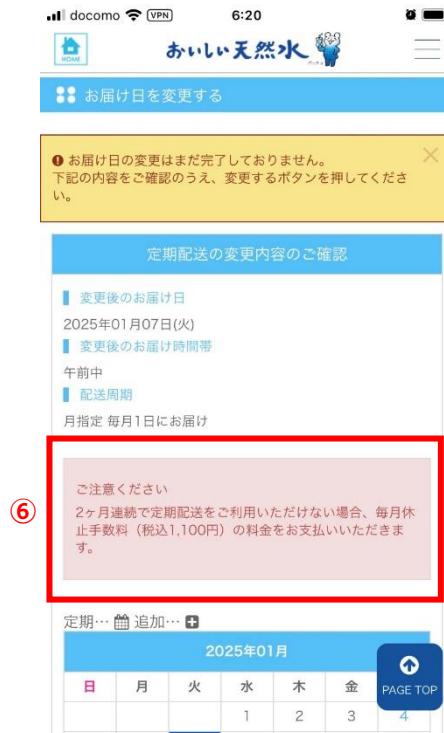 docomo VPN 6:20
HOME おいしい天然水
お届け日を変更する
お届け日の変更はまだ完了しておりません。
下記の内容をご確認のうえ、変更するボタンを押してくださ
い。
定期配送の変更内容のご確認
変更後のお届け日
2025年01月07日(火)
変更後のお届け時間帯
午前中
配送周期
月指定 毎月1日にお届け
⑥
ご注意ください
2ヶ月連続で定期配送をご利用いただけない場合、毎月休
止手数料（税込1,100円）の料金をお支払いいただきま
す。
定期… 追加…
2025年01月
日 月 火 水 木 金
PAGE TOP
1 2 3 4